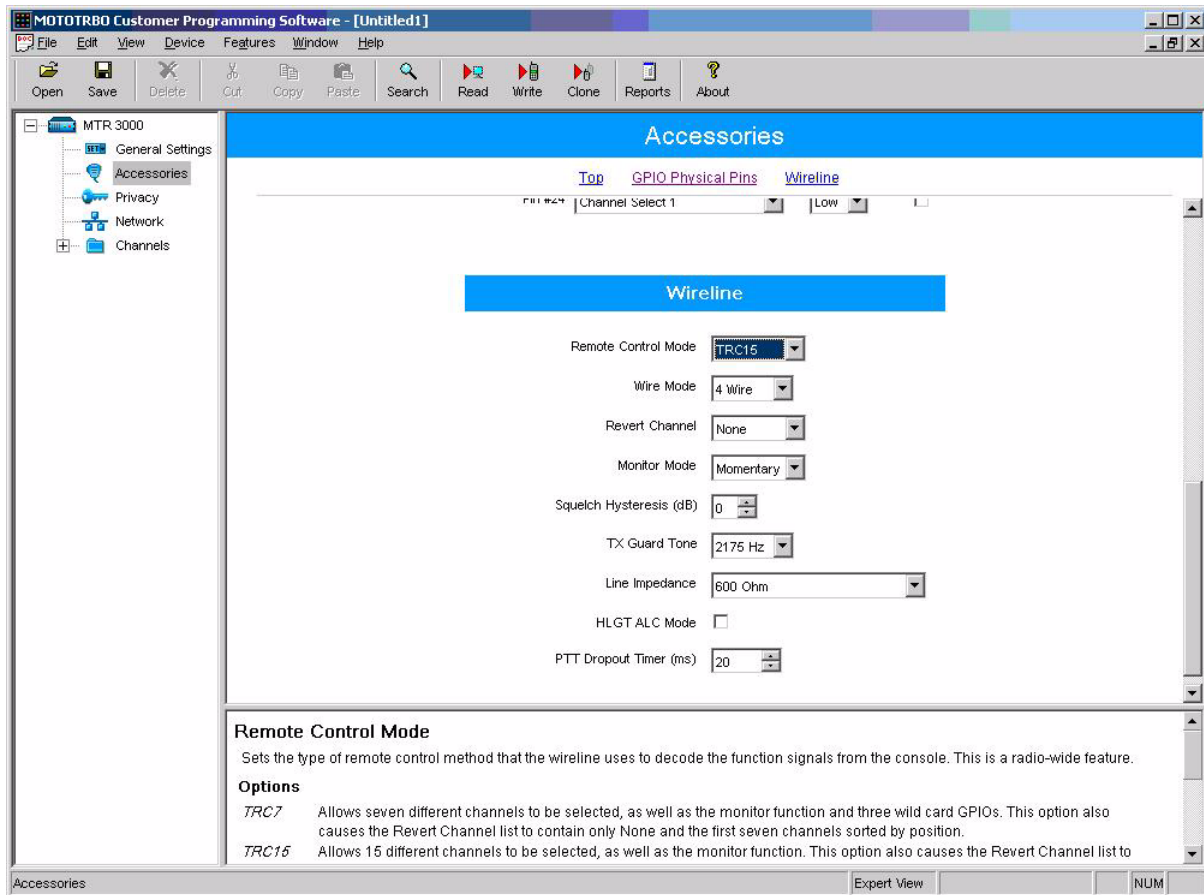 MOTOTRBO Customer Programming Software - [Untitled1]
File Edit View Device Features Window Help
Open Save Delete Cut Copy Paste Search Read Write Clone Reports About
MTR 3000
General Settings
Accessories
Privacy
Network
Channels
Accessories
Top GPIO Physical Pins Wireline
Pin #24 Channel Select 1 Low
Wireline
Remote Control Mode TRC15
Wire Mode 4 Wire
Revert Channel None
Monitor Mode Momentary
Squelch Hysteresis (dB) 0
TX Guard Tone 2175 Hz
Line Impedance 600 Ohm
HLGT ALC Mode
PTT Dropout Timer (ms) 20
Remote Control Mode
Sets the type of remote control method that the wireline uses to decode the function signals from the console. This is a radio-wide feature.
Options
TRC7 Allows seven different channels to be selected, as well as the monitor function and three wild card GPIOs. This option also
causes the Revert Channel list to contain only None and the first seven channels sorted by position.
TRC15 Allows 15 different channels to be selected, as well as the monitor function. This option also causes the Revert Channel list to
Accessories Expert View NUM